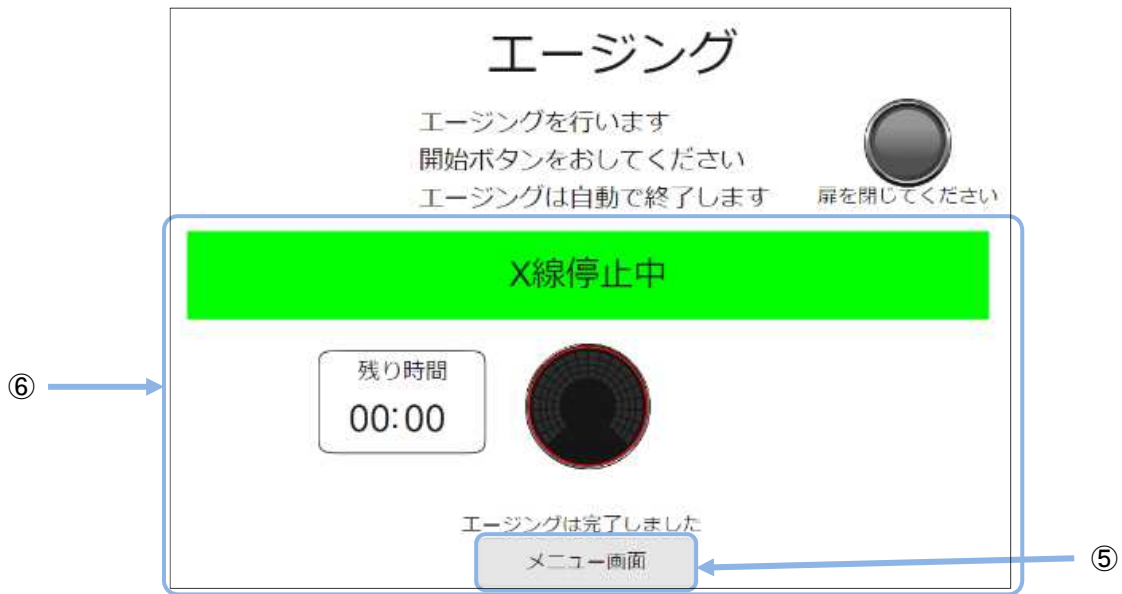 エージング
エージングを行います
開始ボタンをおしてください
エージングは自動で終了します
扉を閉じてください
X線停止中
残り時間
00:00
⑥
エージングは完了しました
メニュー画面
⑤